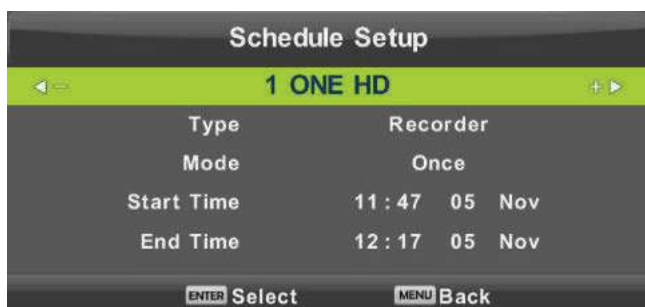 Schedule Setup
1 ONE HD
Type Recorder
Mode Once
Start Time 11 : 47 05 Nov
End Time 12 : 17 05 Nov
ENTER Select MENU Back